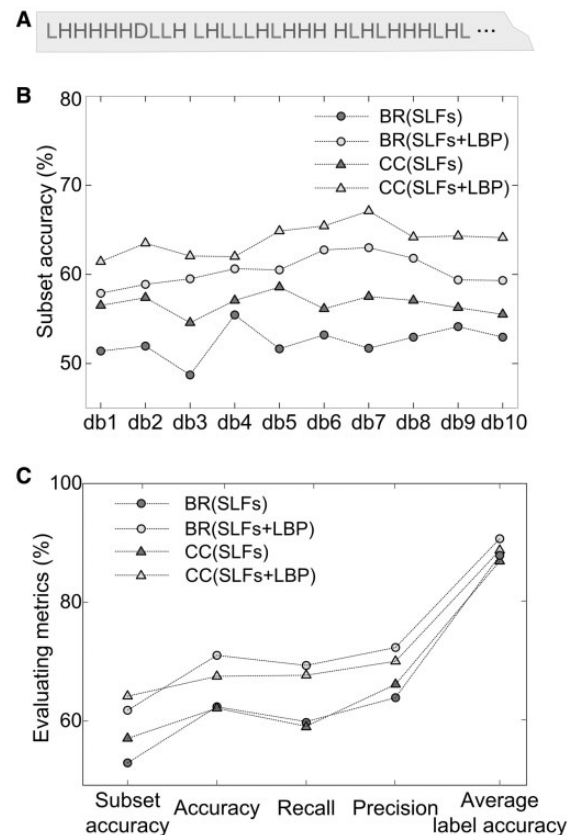 A
LHHHHHDLLH LHLLLHLHHH HLHLHHHLHL ···
B
80
70
60
50
Subset accuracy (%)
BR(SLFs)
BR(SLFs+LBP)
CC(SLFs)
CC(SLFs+LBP)
db1 db2 db3 db4 db5 db6 db7 db8 db9 db10
C
100
80
60
Evaluating metrics (%)
BR(SLFs)
BR(SLFs+LBP)
CC(SLFs)
CC(SLFs+LBP)
Subset
accuracy
Accuracy
Recall
Precision
Average
label accuracy